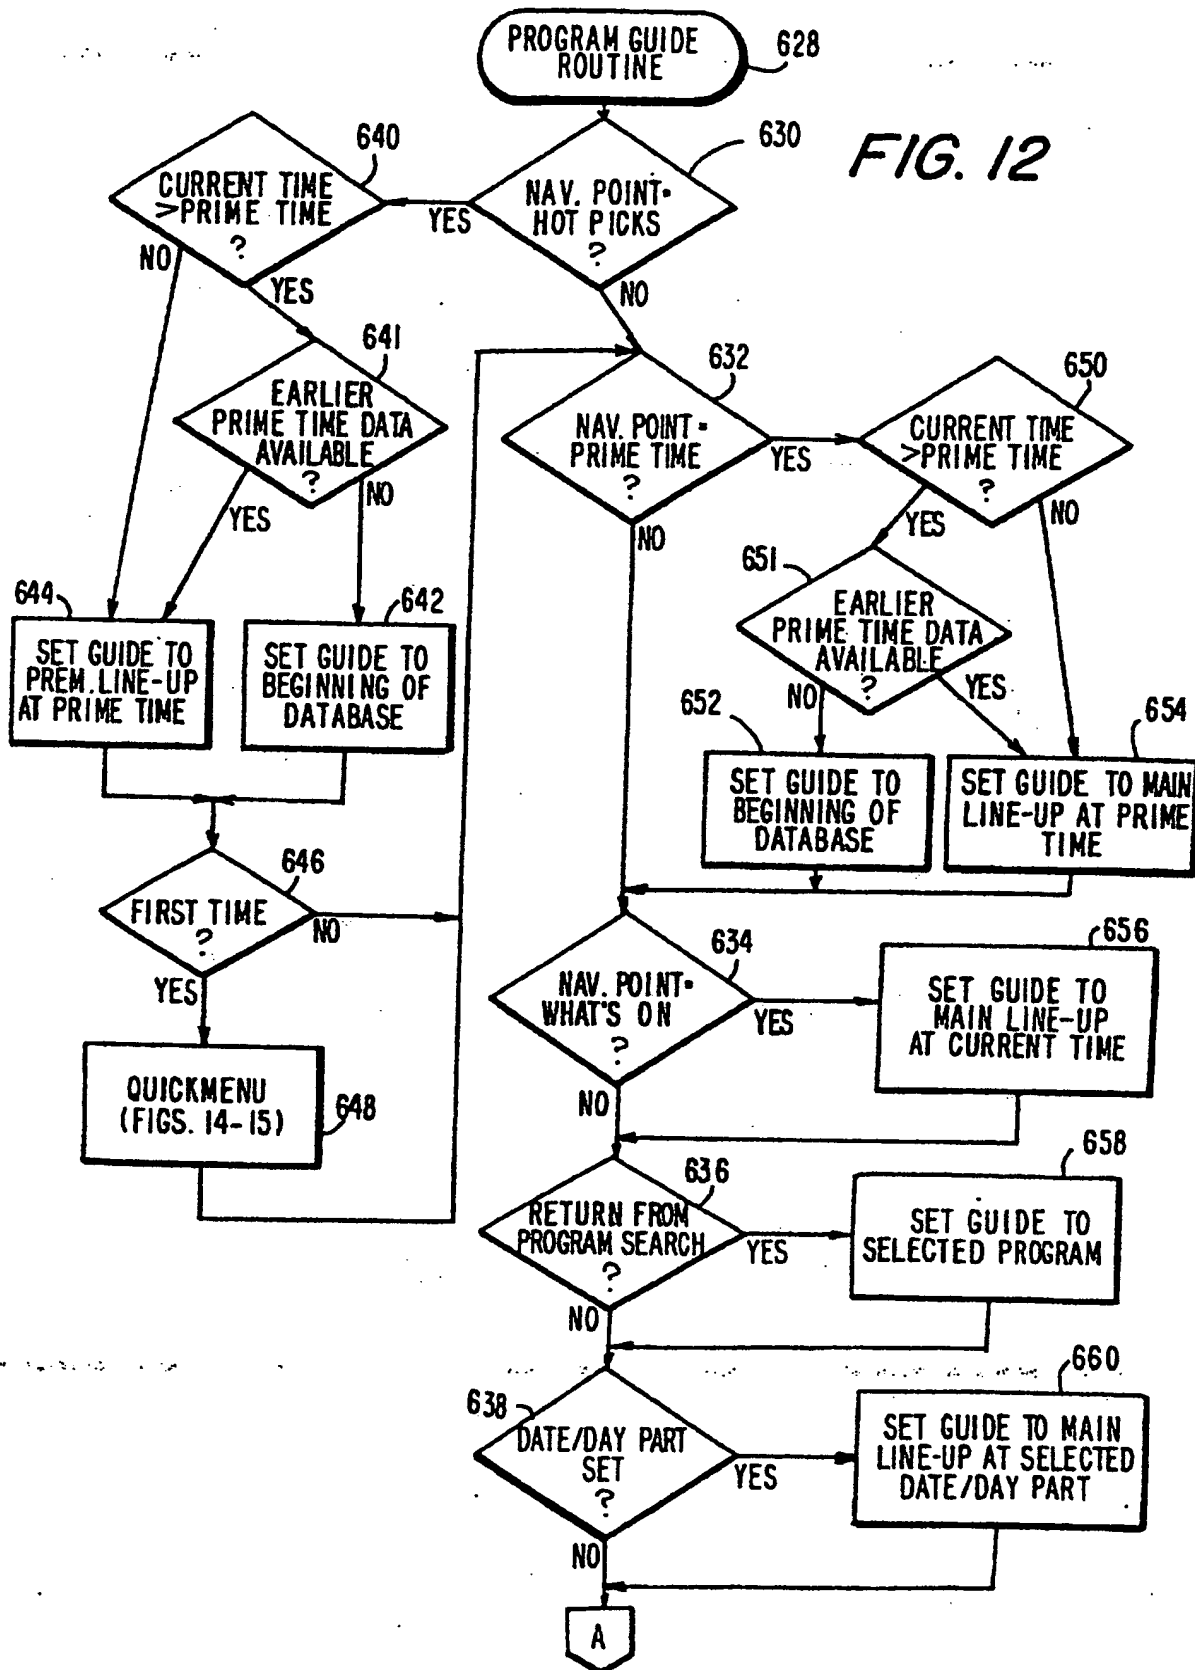 PROGRAM GUIDE
ROUTINE
628
FIG. 12
630
NAV. POINT=
HOT PICKS
?
YES
NO
640
CURRENT TIME
>PRIME TIME
?
NO
YES
641
EARLIER
PRIME TIME DATA
AVAILABLE
?
YES
NO
644
SET GUIDE TO
PREM. LINE-UP
AT PRIME TIME
642
SET GUIDE TO
BEGINNING OF
DATABASE
646
FIRST TIME
?
NO
YES
QUICKMENU
(FIGS. 14-15)
648
632
NAV. POINT=
PRIME TIME
?
YES
NO
650
CURRENT TIME
>PRIME TIME
?
YES
NO
651
EARLIER
PRIME TIME DATA
AVAILABLE
?
NO
YES
652
SET GUIDE TO
BEGINNING OF
DATABASE
654
SET GUIDE TO MAIN
LINE-UP AT PRIME
TIME
634
NAV. POINT=
WHAT'S ON
?
YES
NO
656
SET GUIDE TO
MAIN LINE-UP
AT CURRENT TIME
636
RETURN FROM
PROGRAM SEARCH
?
YES
NO
658
SET GUIDE TO
SELECTED PROGRAM
638
DATE/DAY PART
SET
?
YES
NO
660
SET GUIDE TO MAIN
LINE-UP AT SELECTED
DATE/DAY PART
A